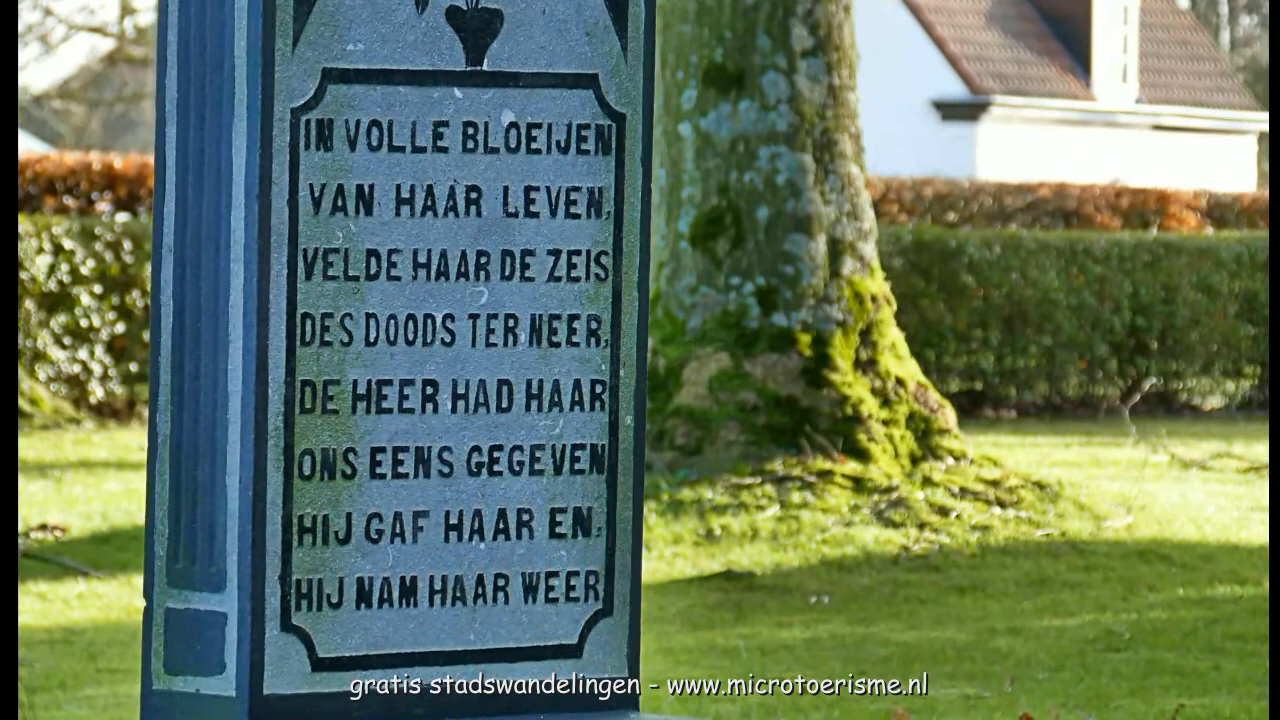 IN VOLLE BLOEIJEN
VAN HAAR LEVEN,
VELDE HAAR DE ZEIS
DES DOODS TER NEER,
DE HEER HAD HAAR
ONS EENS GEGEVEN
HIJ GAF HAAR EN,
HIJ NAM HAAR WEER
gratis stadswandelingen - www.microtoerisme.nl